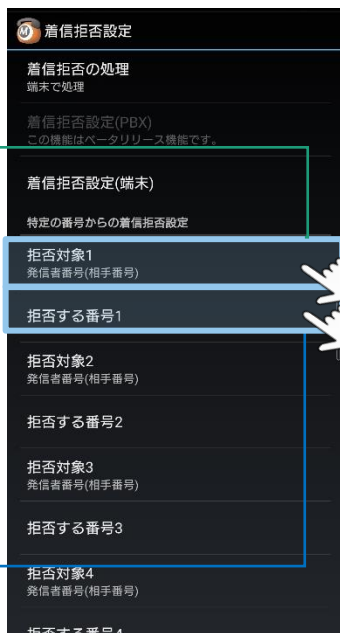 着信拒否設定
着信拒否の処理
端末で処理
着信拒否設定(PBX)
この機能はベータリリース機能です。
着信拒否設定(端末)
特定の番号からの着信拒否設定
拒否対象1
発信者番号(相手番号)
拒否する番号1
拒否対象2
発信者番号(相手番号)
拒否する番号2
拒否対象3
発信者番号(相手番号)
拒否する番号3
拒否対象4
発信者番号(相手番号)
拒否する番号4